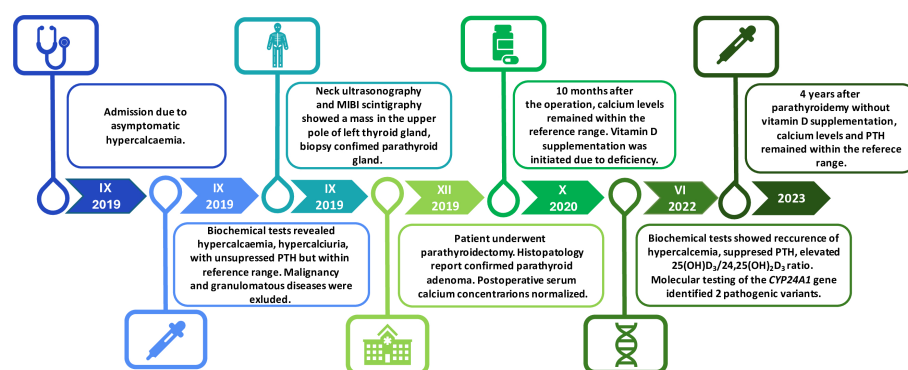 Admission due to
asymptomatic
hypercalcaemia.
IX
2019
Biochemical tests revealed
hypercalcaemia, hypercalciuria,
with unsupressed PTH but within
reference range. Malignancy
and granulomatous diseases were
exluded.
IX
2019
Neck ultrasonography
and MIBI scintigraphy
showed a mass in the upper
pole of left thyroid gland,
biopsy confimed parathyroid
gland.
IX
2019
Patient underwent
parathyroidectomy. Histopatology
report confirmed parathyroid
adenoma. Postoperative serum
calcium concentrarions normalized.
XII
2019
10 months after
the operation, calcium levels
remained within the
reference range. Vitamin D
supplementation was
initiated due to deficiency.
X
2020
Biochemical tests showed reccurence of
hypercalcemia, suppresed PTH, elevated
25(OH)D₃/24,25(OH)₂D₃ ratio.
Molecular testing of the CYP24A1 gene
identified 2 pathogenic variants.
VI
2022
4 years after
parathyroidemy without
vitamin D supplementation,
calcium levels and PTH
remained within the referece
range.
2023